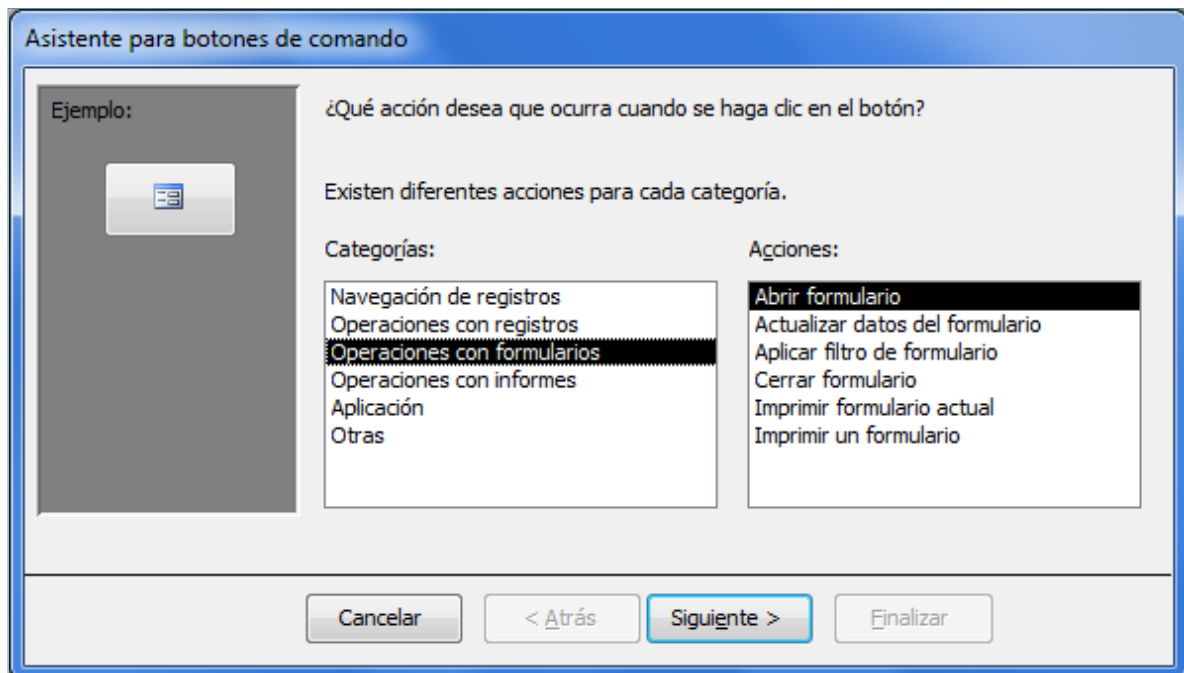 Asistente para botones de comando
Ejemplo:
¿Qué acción desea que ocurra cuando se haga clic en el botón?
Existen diferentes acciones para cada categoría.
Categorías:
Navegación de registros
Operaciones con registros
Operaciones con formularios
Operaciones con informes
Aplicación
Otras
Acciones:
Abrir formulario
Actualizar datos del formulario
Aplicar filtro de formulario
Cerrar formulario
Imprimir formulario actual
Imprimir un formulario
Cancelar
< Atrás
Siguiente >
Finalizar